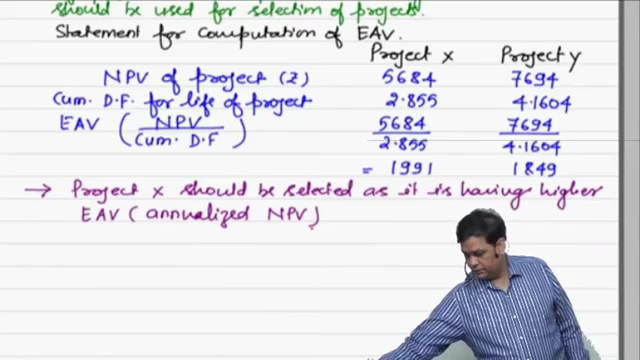 should be used for selection of projects.
Statement for Computation of EAV.
Project x Project y
NPV of project (z) 5684 7694
Cum. D.F. for life of project 2.855 4.1604
EAV ( NPV / Cum. D.F ) 5684 / 2.855 7694 / 4.1604
= 1991 1849
→ Project x should be selected as it is having higher
EAV ( annualized NPV )